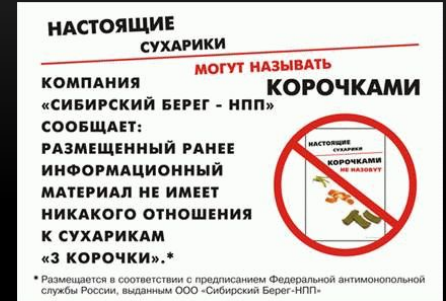 НАСТОЯЩИЕ
СУХАРИКИ
МОГУТ НАЗЫВАТЬ
КОРОЧКАМИ
КОМПАНИЯ
«СИБИРСКИЙ БЕРЕГ - НПП»
СООБЩАЕТ:
РАЗМЕЩЕННЫЙ РАНЕЕ
ИНФОРМАЦИОННЫЙ
МАТЕРИАЛ НЕ ИМЕЕТ
НИКАКОГО ОТНОШЕНИЯ
К СУХАРИКАМ
«3 КОРОЧКИ».*
НАСТОЯЩИЕ
СУХАРИКИ
КОРОЧКАМИ
НЕ НАЗОВУТ
* Размещается в соответствии с предписанием Федеральной антимонопольной
службы России, выданным ООО «Сибирский Берег-НПП»